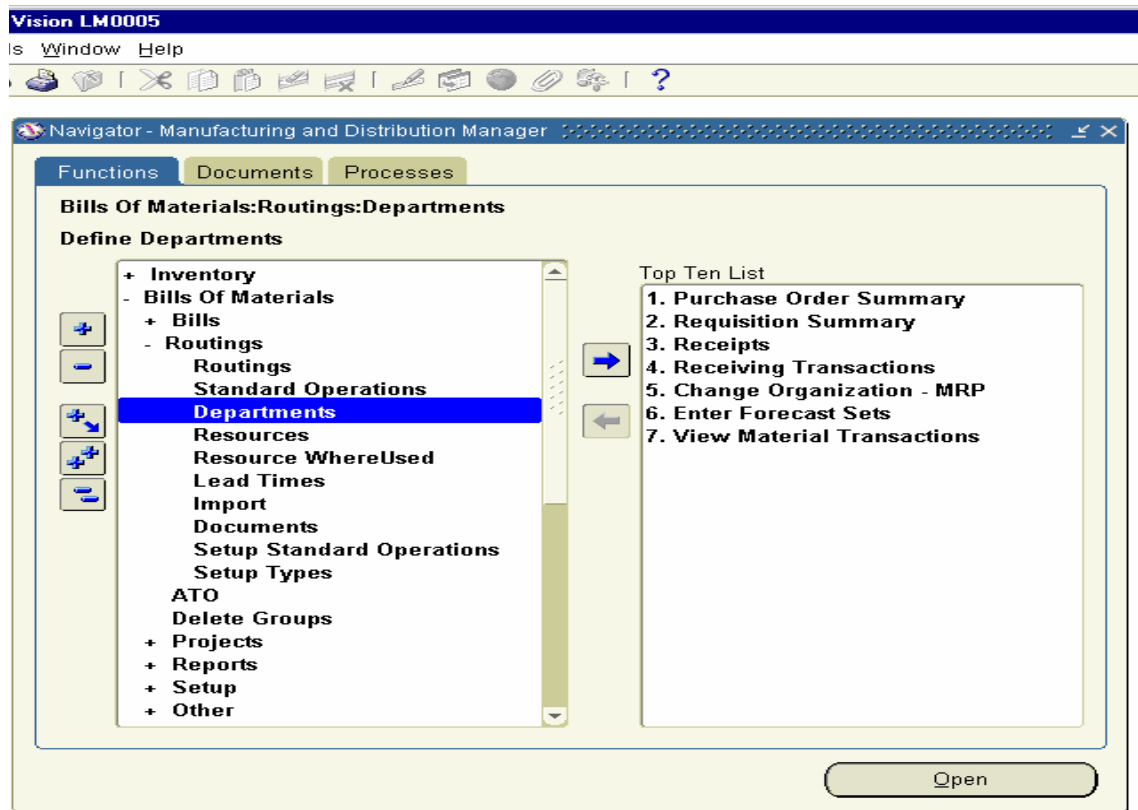 Vision LM0005
ls Window Help
Navigator - Manufacturing and Distribution Manager
Functions Documents Processes
Bills Of Materials:Routings:Departments
Define Departments
+ Inventory
- Bills Of Materials
+ Bills
- Routings
Routings
Standard Operations
Departments
Resources
Resource WhereUsed
Lead Times
Import
Documents
Setup Standard Operations
Setup Types
ATO
Delete Groups
+ Projects
+ Reports
+ Setup
+ Other
Top Ten List
1. Purchase Order Summary
2. Requisition Summary
3. Receipts
4. Receiving Transactions
5. Change Organization - MRP
6. Enter Forecast Sets
7. View Material Transactions
Open